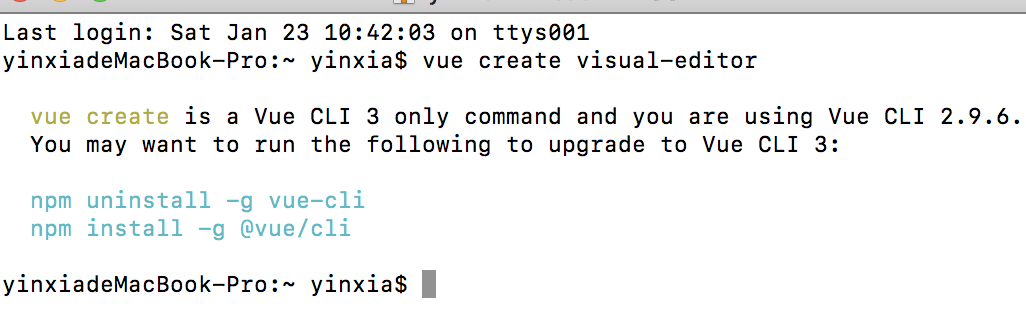 Last login: Sat Jan 23 10:42:03 on ttys001
yinxiadeMacBook-Pro:~ yinxia$ vue create visual-editor
vue create is a Vue CLI 3 only command and you are using Vue CLI 2.9.6.
You may want to run the following to upgrade to Vue CLI 3:
npm uninstall -g vue-cli
npm install -g @vue/cli
yinxiadeMacBook-Pro:~ yinxia$